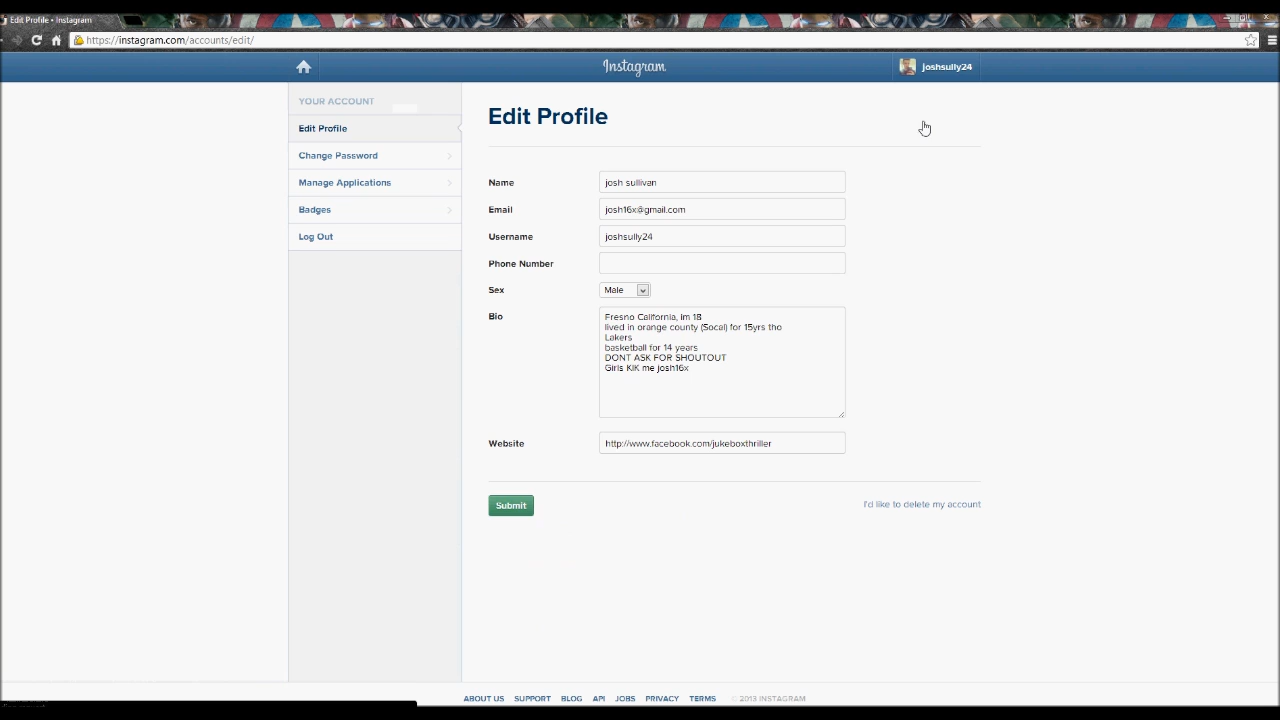 Edit Profile • Instagram
https://instagram.com/accounts/edit/
Instagram
joshsully24
YOUR ACCOUNT
Edit Profile
Change Password
Manage Applications
Badges
Log Out
Edit Profile
Name josh sullivan
Email josh16x@gmail.com
Username joshsully24
Phone Number
Sex Male
Bio Fresno California, im 18
lived in orange county (Socal) for 15yrs tho
Lakers
basketball for 14 years
DONT ASK FOR SHOUTOUT
Girls KIK me josh16x
Website http://www.facebook.com/jukeboxthriller
Submit I'd like to delete my account
ABOUT US SUPPORT BLOG API JOBS PRIVACY TERMS © 2013 INSTAGRAM